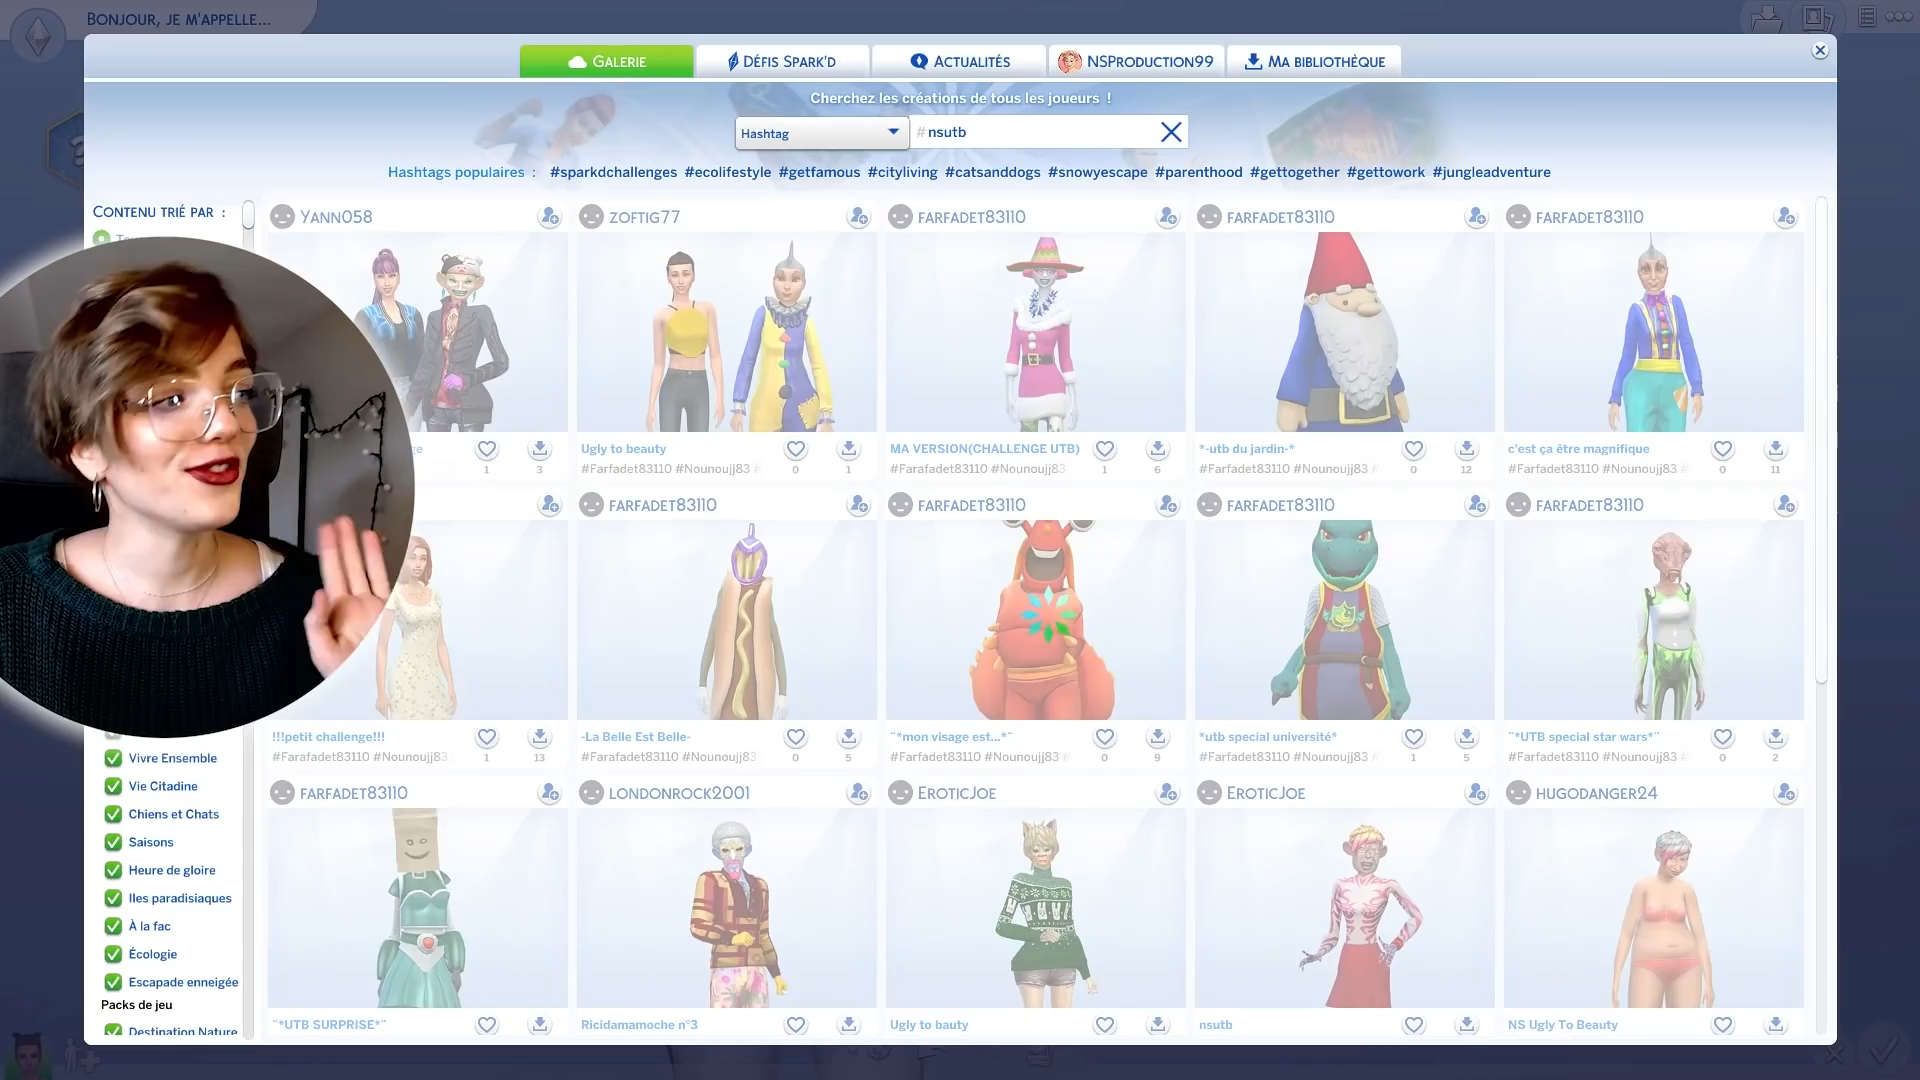 BONJOUR, JE M'APPELLE...
GALERIE
DÉFIS SPARK'D
ACTUALITÉS
NSPRODUCTION99
MA BIBLIOTHÈQUE
Cherchez les créations de tous les joueurs !
Hashtag
#nsutb
Hashtags populaires : #sparkdchallenges #ecolifestyle #getfamous #cityliving #catsanddogs #snowyescape #parenthood #gettogether #gettowork #jungleadventure
CONTENU TRIÉ PAR :
YANN058
ZOFTIG77
FARFADET83110
FARFADET83110
FARFADET83110
ge
1
3
Ugly to beauty
0
1
#Farfadet83110 #Nounoujj83 #
MA VERSION(CHALLENGE UTB)
1
6
#Farafadet83110 #Nounoujj83
*-utb du jardin-*
0
12
#Farfadet83110 #Nounoujj83 #
c'est ça être magnifique
0
11
#Farfadet83110 #Nounoujj83 #
FARFADET83110
FARFADET83110
FARFADET83110
FARFADET83110
!!!petit challenge!!!
1
13
#Farafadet83110 #Nounoujj83
-La Belle Est Belle-
0
5
#Farafadet83110 #Nounoujj83
¨*mon visage est...*¨
0
9
#Farfadet83110 #Nounoujj83 #
*utb special université*
1
5
#Farfadet83110 #Nounoujj83 #
¨*UTB special star wars*¨
0
2
#Farfadet83110 #Nounoujj83 #
Vivre Ensemble
Vie Citadine
Chiens et Chats
Saisons
Heure de gloire
Iles paradisiaques
À la fac
Écologie
Escapade enneigée
Packs de jeu
Destination Nature
FARFADET83110
LONDONROCK2001
EROTICJOE
EROTICJOE
HUGODANGER24
¨*UTB SURPRISE*¨
Ricidamamoche n°3
Ugly to bauty
nsutb
NS Ugly To Beauty